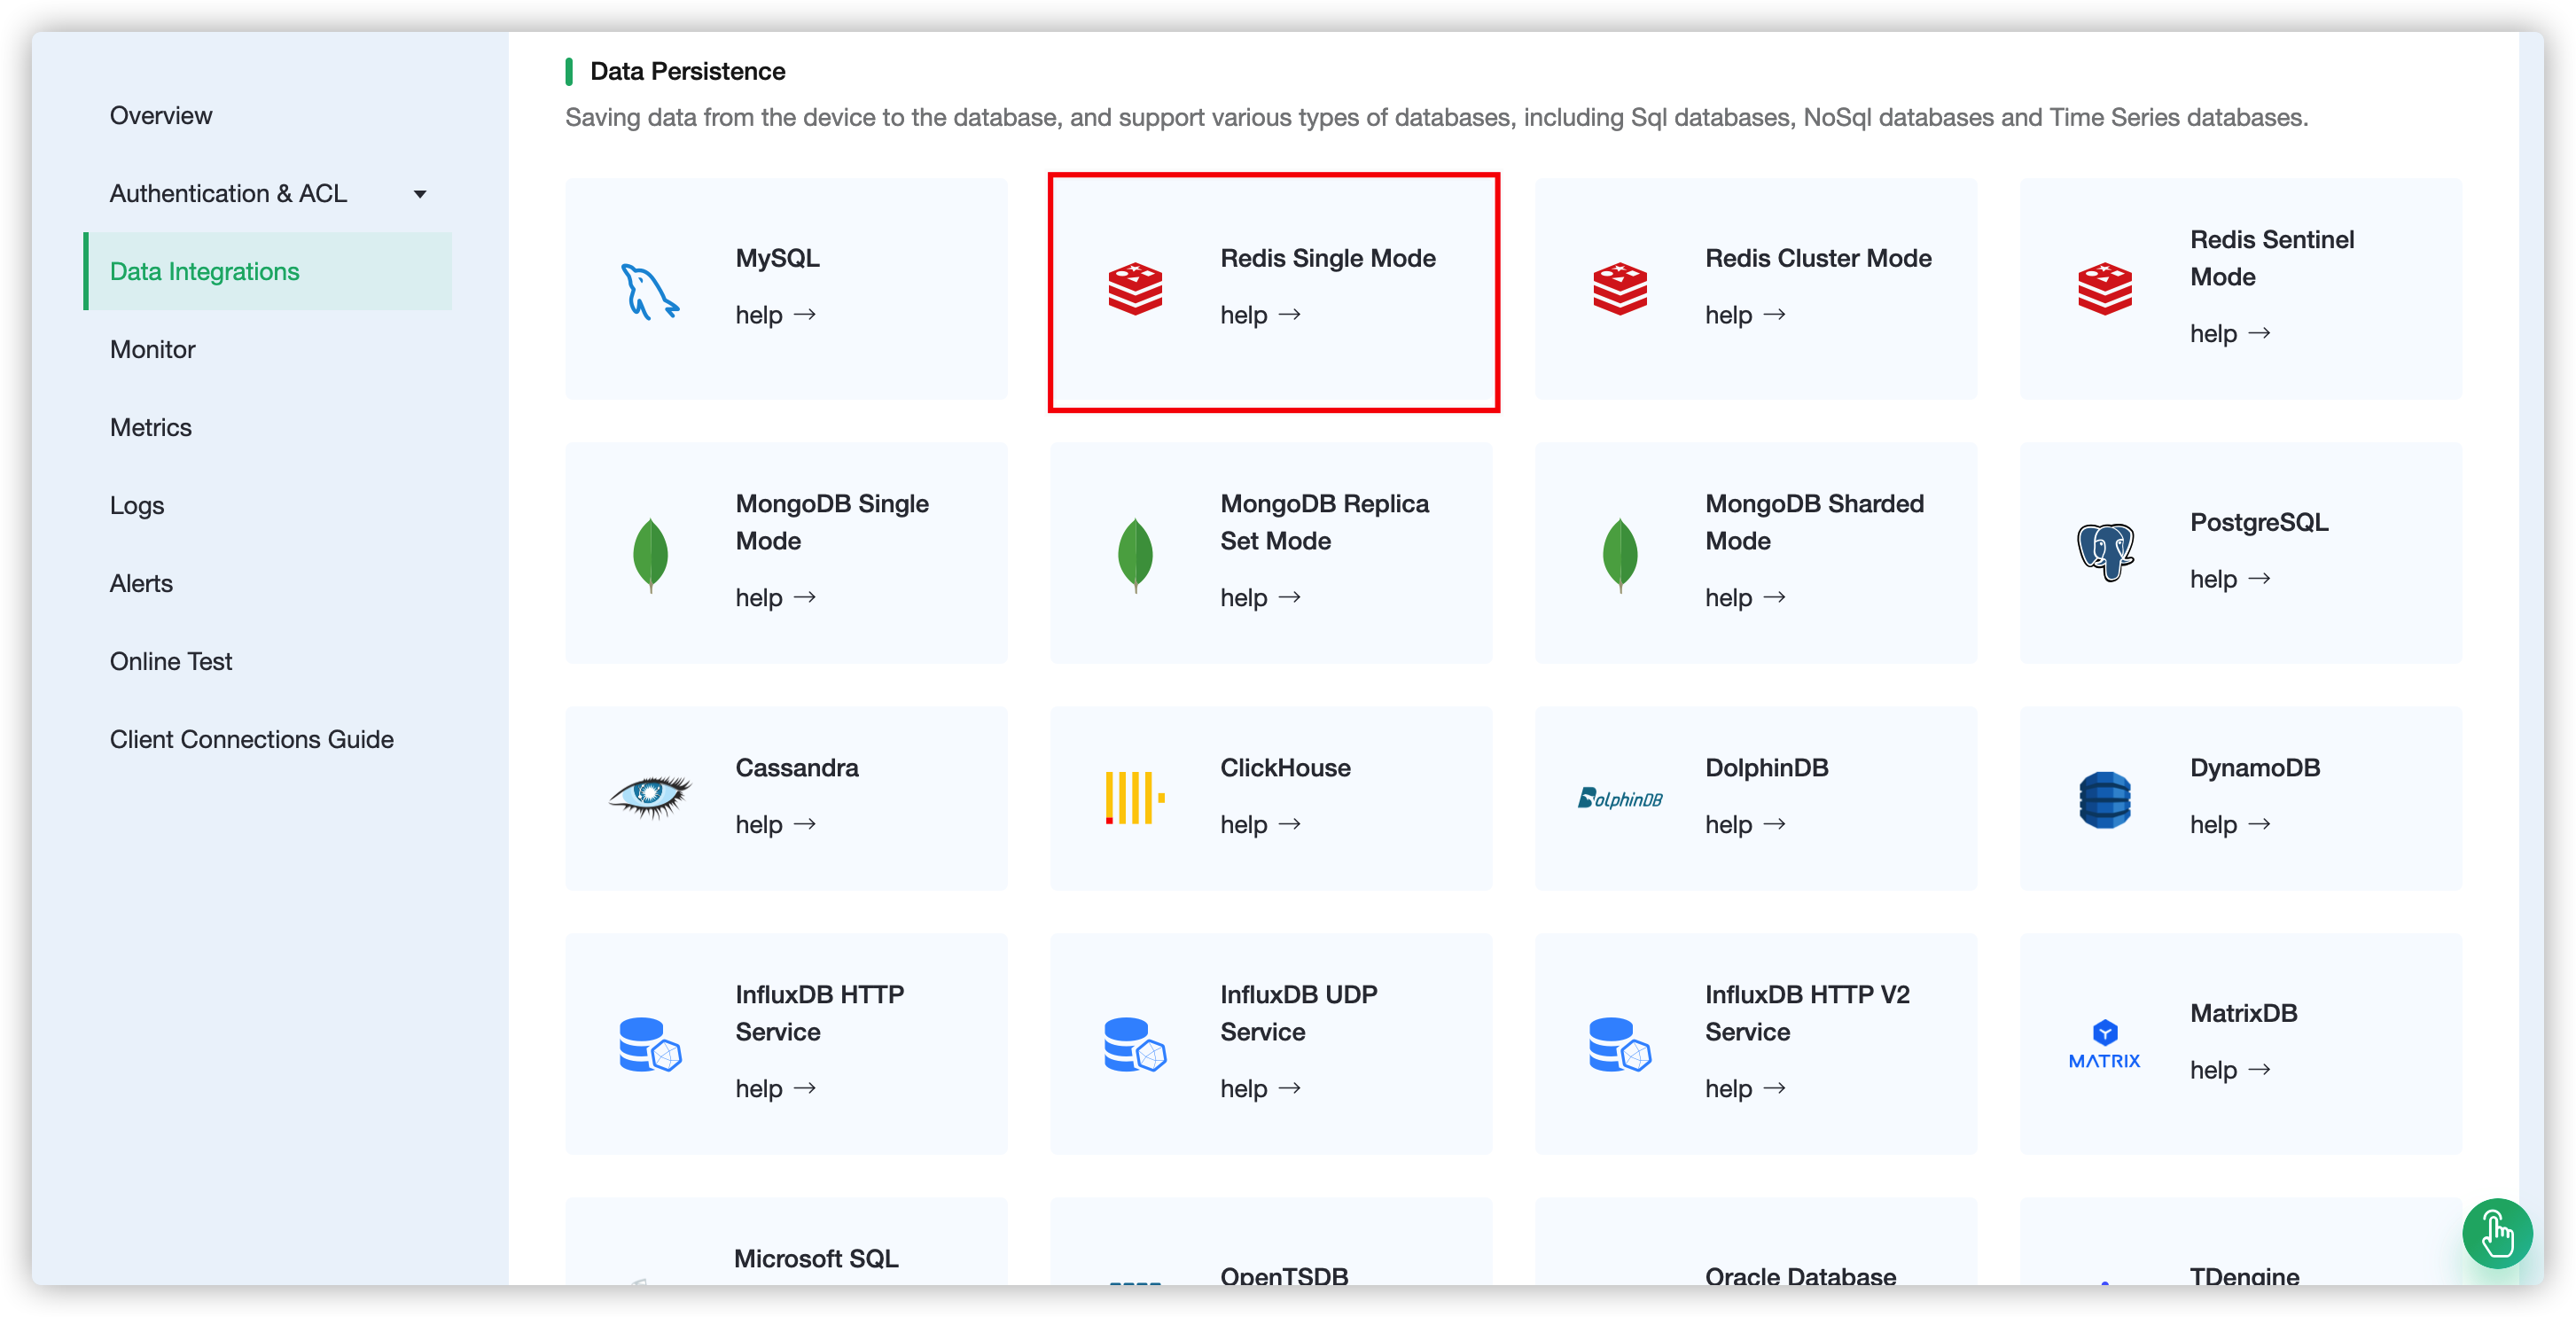 Overview
Authentication & ACL
Data Integrations
Monitor
Metrics
Logs
Alerts
Online Test
Client Connections Guide
Data Persistence
Saving data from the device to the database, and support various types of databases, including Sql databases, NoSql databases and Time Series databases.
MySQL
help →
Redis Single Mode
help →
Redis Cluster Mode
help →
Redis Sentinel
Mode
help →
MongoDB Single
Mode
help →
MongoDB Replica
Set Mode
help →
MongoDB Sharded
Mode
help →
PostgreSQL
help →
Cassandra
help →
ClickHouse
help →
DolphinDB
DolphinDB
help →
DynamoDB
help →
InfluxDB HTTP
Service
help →
InfluxDB UDP
Service
help →
InfluxDB HTTP V2
Service
help →
MATRIX
MatrixDB
help →
Microsoft SQL
OpenTSDB
Oracle Database
TDengine